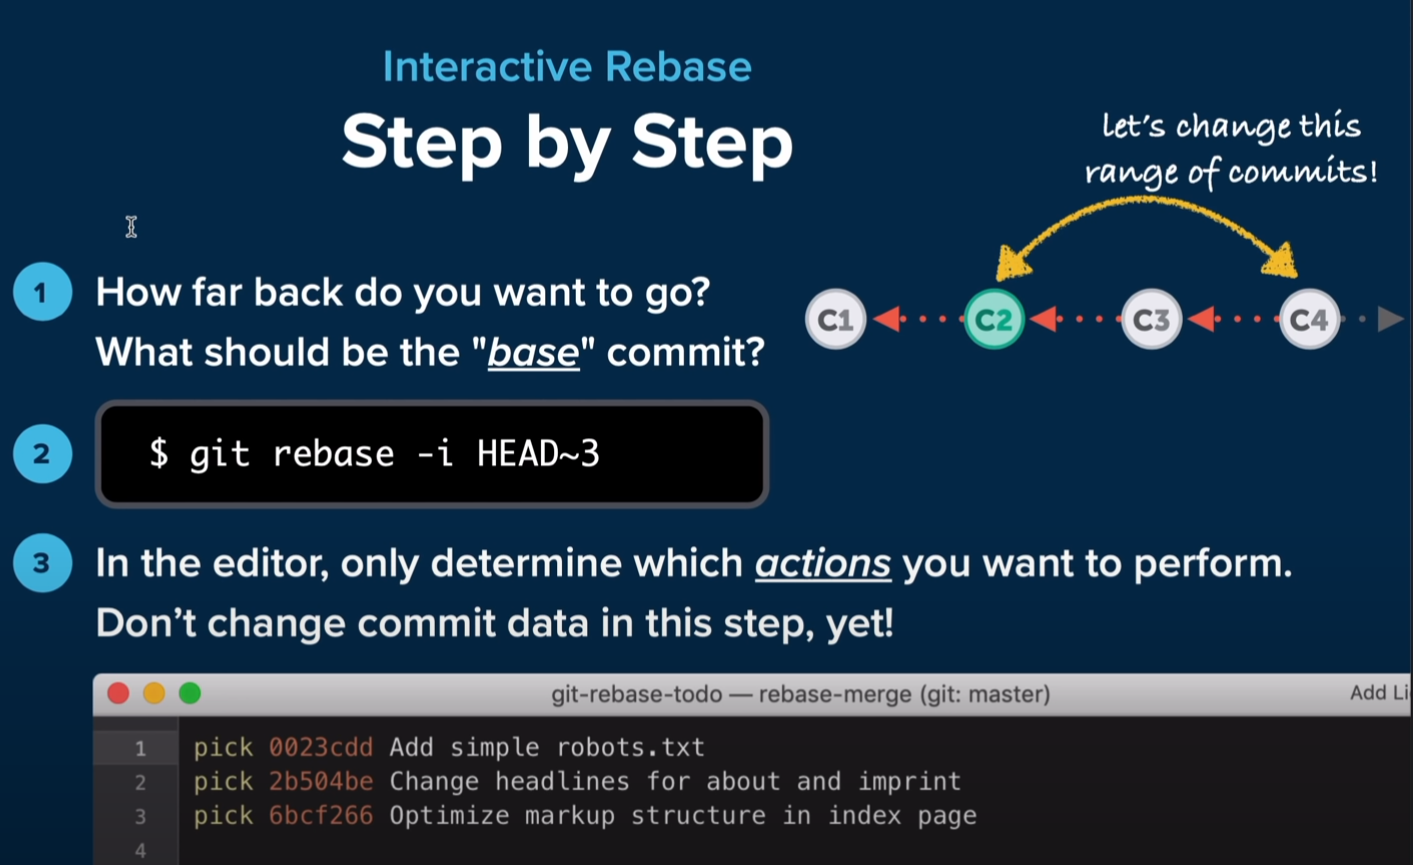 Interactive Rebase
Step by Step
let's change this
range of commits!
1
How far back do you want to go?
What should be the "base" commit?
C1
C2
C3
C4
2
$ git rebase -i HEAD~3
3
In the editor, only determine which actions you want to perform.
Don't change commit data in this step, yet!
git-rebase-todo — rebase-merge (git: master)
Add Li
1 pick 0023cdd Add simple robots.txt
2 pick 2b504be Change headlines for about and imprint
3 pick 6bcf266 Optimize markup structure in index page
4